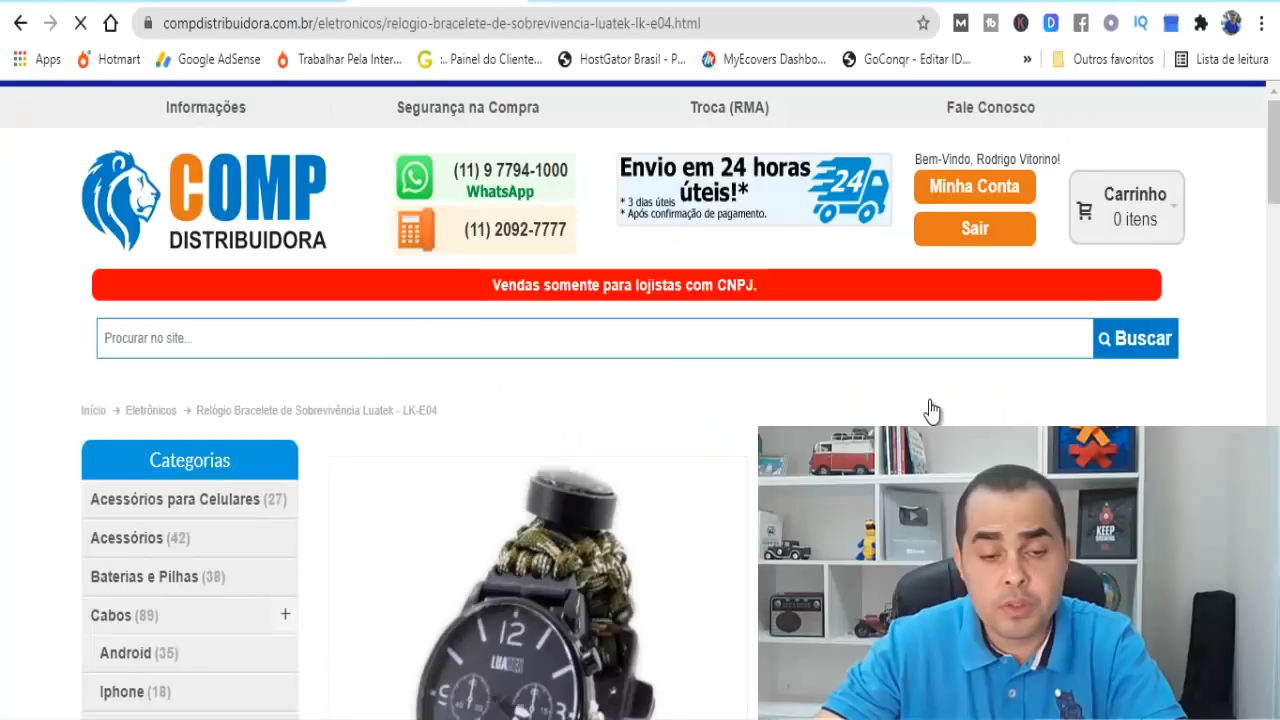 compdistribuidora.com.br/eletronicos/relogio-bracelete-de-sobrevivencia-luatek-lk-e04.html
Apps
Hotmart
Google AdSense
Trabalhar Pela Inter...
:. Painel do Cliente...
HostGator Brasil - P...
MyEcovers Dashbo...
GoConqr - Editar ID...
»
Outros favoritos
Lista de leitura
Informações
Segurança na Compra
Troca (RMA)
Fale Conosco
COMP
DISTRIBUIDORA
(11) 9 7794-1000
WhatsApp
(11) 2092-7777
Envio em 24 horas
úteis!*
* 3 dias úteis
* Após confirmação de pagamento.
24
Bem-Vindo, Rodrigo Vitorino!
Minha Conta
Sair
Carrinho
0 itens
Vendas somente para lojistas com CNPJ.
Procurar no site...
Buscar
Início → Eletrônicos → Relógio Bracelete de Sobrevivência Luatek - LK-E04
Categorias
Acessórios para Celulares (27)
Acessórios (42)
Baterias e Pilhas (38)
Cabos (89) +
Android (35)
Iphone (18)
12
KEEP